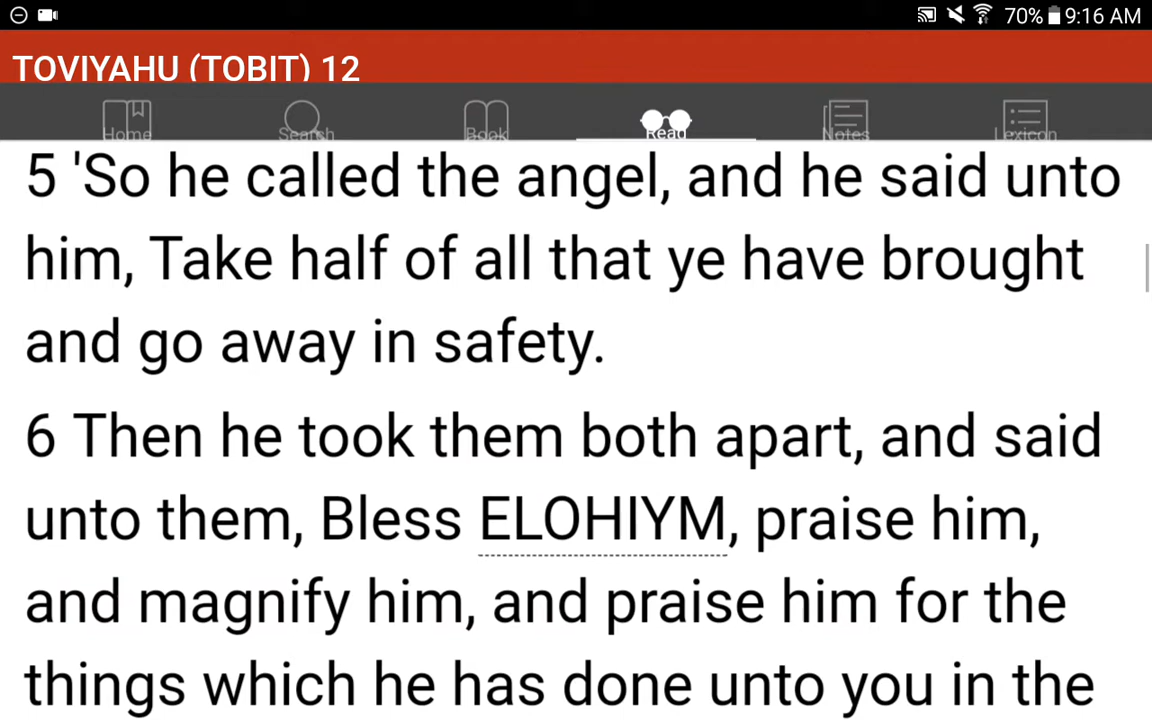 70% 9:16 AM
TOVIYAHU (TOBIT) 12
Home Search Book Read Notes Lexicon
5 'So he called the angel, and he said unto
him, Take half of all that ye have brought
and go away in safety.
6 Then he took them both apart, and said
unto them, Bless ELOHIYM, praise him,
and magnify him, and praise him for the
things which he has done unto you in the